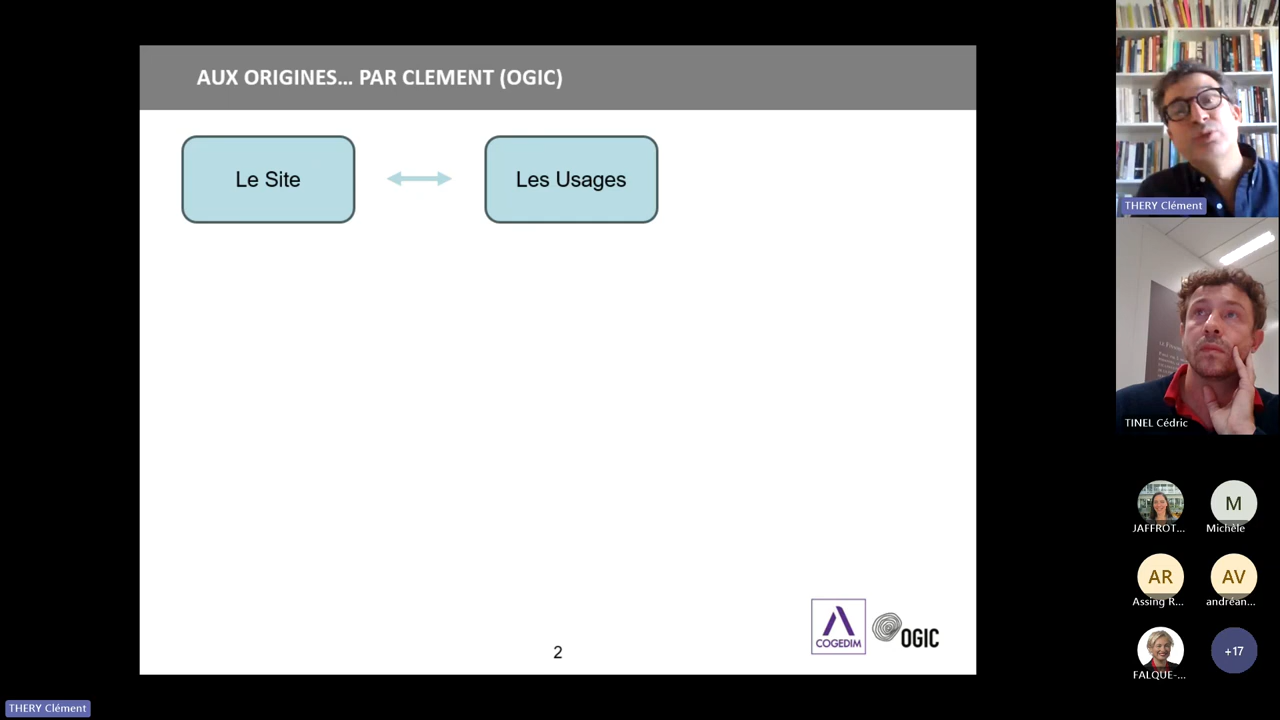 AUX ORIGINES... PAR CLEMENT (OGIC)
Le Site
Les Usages
COGEDIM
OGIC
2
THERY Clément
TINEL Cédric
JAFFROT...
M
Michèle
AR
Assing R...
AV
andréan...
FALQUE-...
+17
THERY Clément